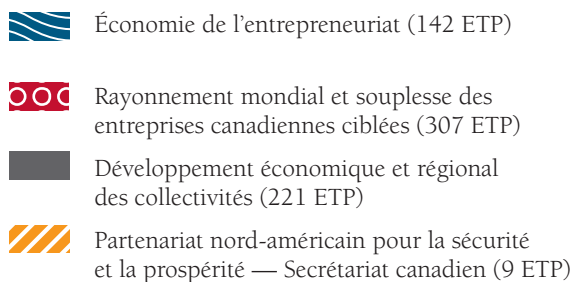 Économie de l'entrepreneuriat (142 ETP)
Rayonnement mondial et souplesse des
entreprises canadiennes ciblées (307 ETP)
Développement économique et régional
des collectivités (221 ETP)
Partenariat nord-américain pour la sécurité
et la prospérité — Secrétariat canadien (9 ETP)